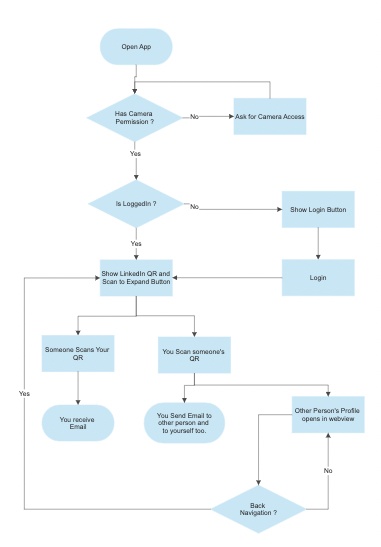 Open App
Has Camera
Permission ?
No
Ask for Camera Access
Yes
Is LoggedIn ?
No
Show Login Button
Yes
Show LinkedIn QR and
Scan to Expand Button
Login
Someone Scans Your
QR
You Scan someone's
QR
Yes
You receive
Email
You Send Email to
other person and
to yourself too.
Other Person's Profile
opens in webview
No
Back
Navigation ?